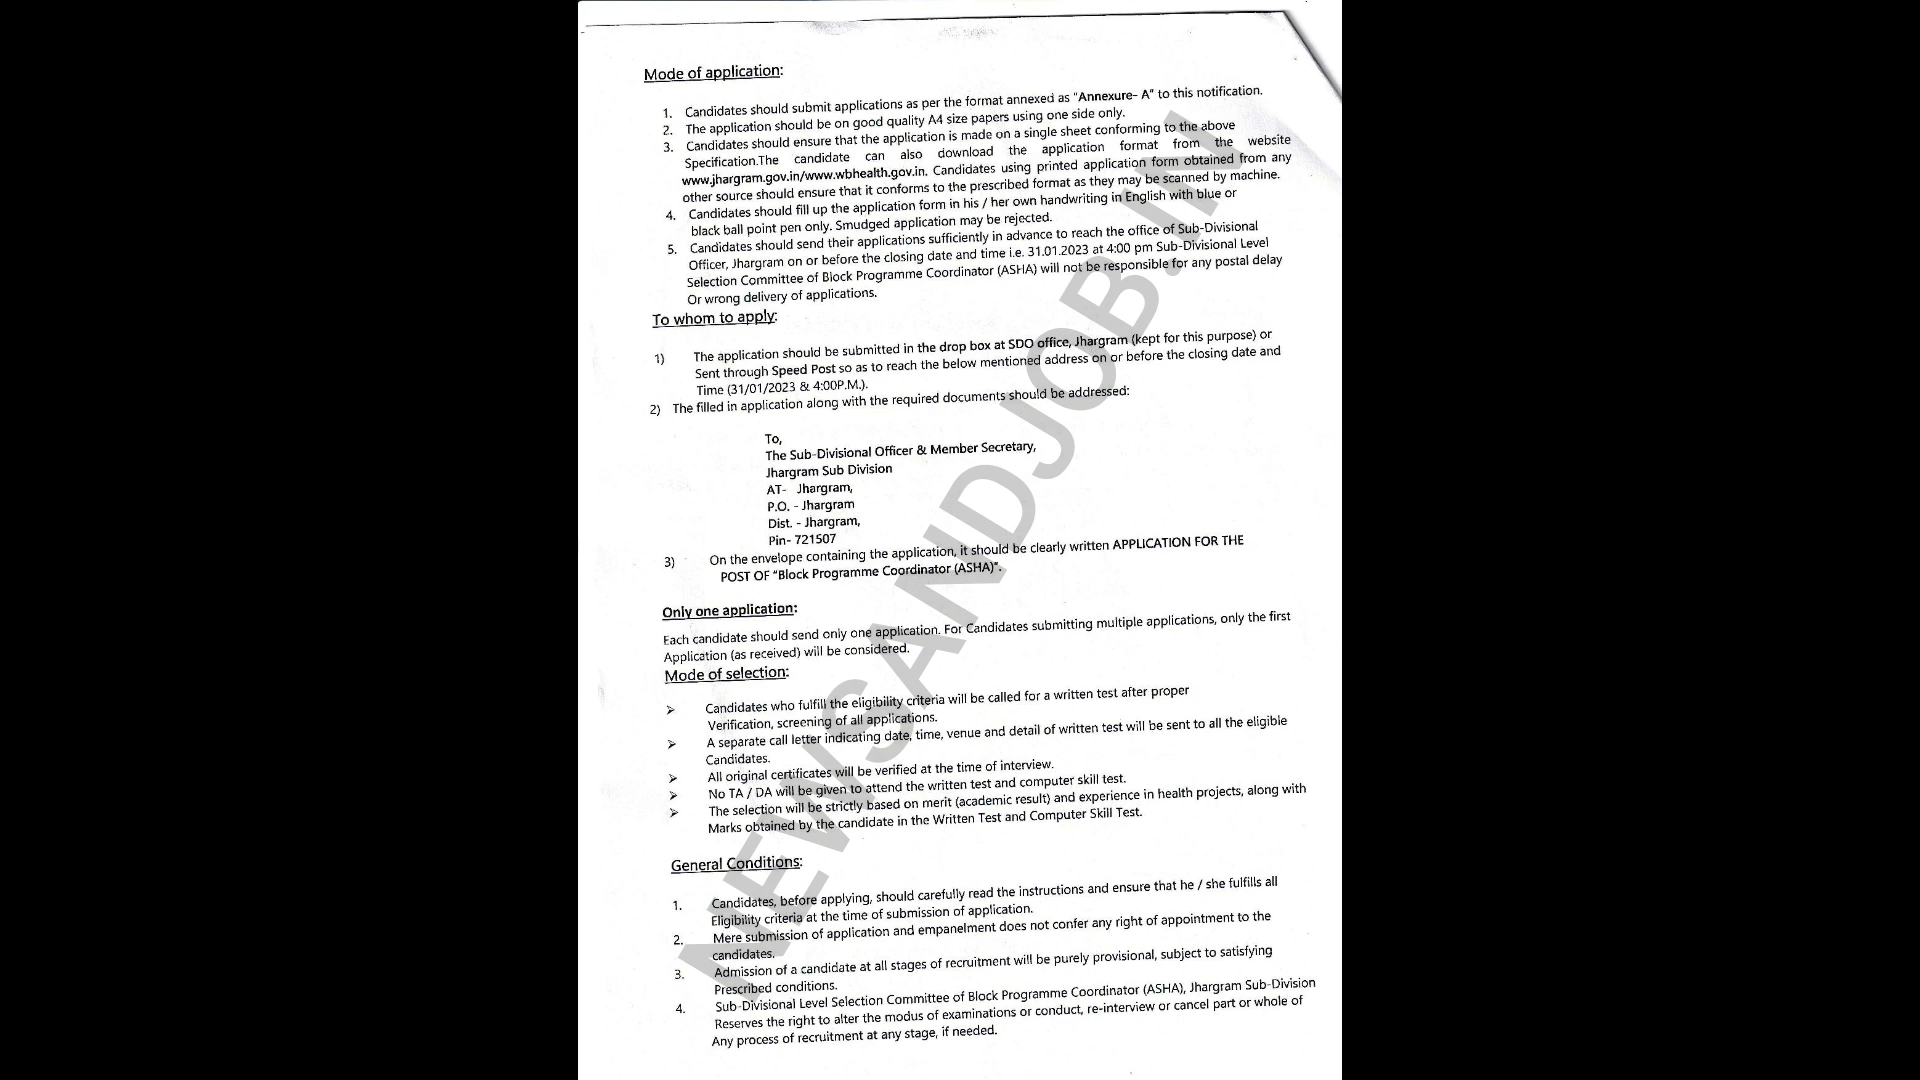 Mode of application:
1. Candidates should submit applications as per the format annexed as "Annexure- A" to this notification.
2. The application should be on good quality A4 size papers using one side only.
3. Candidates should ensure that the application is made on a single sheet conforming to the above
Specification.The candidate can also download the application format from the website
www.jhargram.gov.in/www.wbhealth.gov.in. Candidates using printed application form obtained from any
other source should ensure that it conforms to the prescribed format as they may be scanned by machine.
4. Candidates should fill up the application form in his / her own handwriting in English with blue or
black ball point pen only. Smudged application may be rejected.
5. Candidates should send their applications sufficiently in advance to reach the office of Sub-Divisional
Officer, Jhargram on or before the closing date and time i.e. 31.01.2023 at 4:00 pm Sub-Divisional Level
Selection Committee of Block Programme Coordinator (ASHA) will not be responsible for any postal delay
Or wrong delivery of applications.
To whom to apply:
1) The application should be submitted in the drop box at SDO office, Jhargram (kept for this purpose) or
Sent through Speed Post so as to reach the below mentioned address on or before the closing date and
Time (31/01/2023 & 4:00P.M.).
2) The filled in application along with the required documents should be addressed:
To,
The Sub-Divisional Officer & Member Secretary,
Jhargram Sub Division
AT- Jhargram,
P.O. - Jhargram
Dist. - Jhargram,
Pin- 721507
3) On the envelope containing the application, it should be clearly written APPLICATION FOR THE
POST OF "Block Programme Coordinator (ASHA)".
Only one application:
Each candidate should send only one application. For Candidates submitting multiple applications, only the first
Application (as received) will be considered.
Mode of selection:
➢ Candidates who fulfill the eligibility criteria will be called for a written test after proper
Verification, screening of all applications.
➢ A separate call letter indicating date, time, venue and detail of written test will be sent to all the eligible
Candidates.
➢ All original certificates will be verified at the time of interview.
➢ No TA / DA will be given to attend the written test and computer skill test.
➢ The selection will be strictly based on merit (academic result) and experience in health projects, along with
Marks obtained by the candidate in the Written Test and Computer Skill Test.
General Conditions:
1. Candidates, before applying, should carefully read the instructions and ensure that he / she fulfills all
Eligibility criteria at the time of submission of application.
2. Mere submission of application and empanelment does not confer any right of appointment to the
candidates.
3. Admission of a candidate at all stages of recruitment will be purely provisional, subject to satisfying
Prescribed conditions.
4. Sub-Divisional Level Selection Committee of Block Programme Coordinator (ASHA), Jhargram Sub-Division
Reserves the right to alter the modus of examinations or conduct, re-interview or cancel part or whole of
Any process of recruitment at any stage, if needed.
NEWSANDJOB.IN